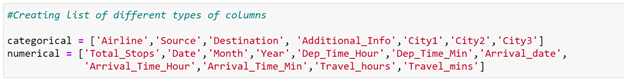 #Creating list of different types of columns
categorical = ['Airline','Source','Destination', 'Additional_Info','City1','City2','City3']
numerical = ['Total_Stops','Date','Month','Year','Dep_Time_Hour','Dep_Time_Min','Arrival_date',
'Arrival_Time_Hour','Arrival_Time_Min','Travel_hours','Travel_mins']